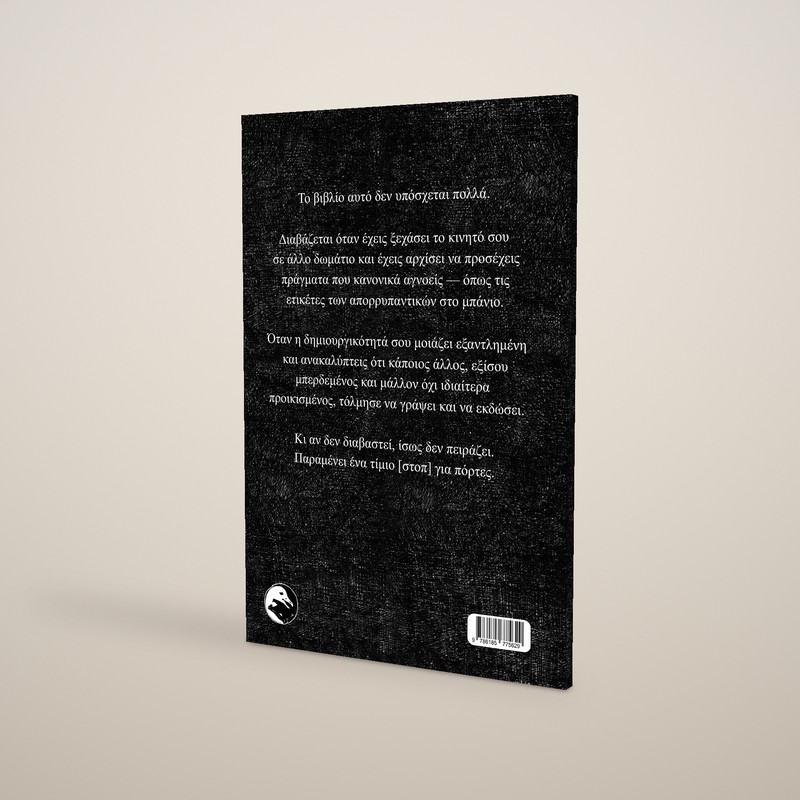 Το βιβλίο αυτό δεν υπόσχεται πολλά.
Διαβάζεται όταν έχεις ξεχάσει το κινητό σου
σε άλλο δωμάτιο και έχεις αρχίσει να προσέχεις
πράγματα που κανονικά αγνοείς — όπως τις
ετικέτες των απορρυπαντικών στο μπάνιο.
Όταν η δημιουργικότητά σου μοιάζει εξαντλημένη
και ανακαλύπτεις ότι κάποιος άλλος, εξίσου
μπερδεμένος και μάλλον όχι ιδιαίτερα
προικισμένος, τόλμησε να γράψει και να εκδώσει.
Κι αν δεν διαβαστεί, ίσως δεν πειράζει.
Παραμένει ένα τίμιο [στοπ] για πόρτες.
9 786185 775629